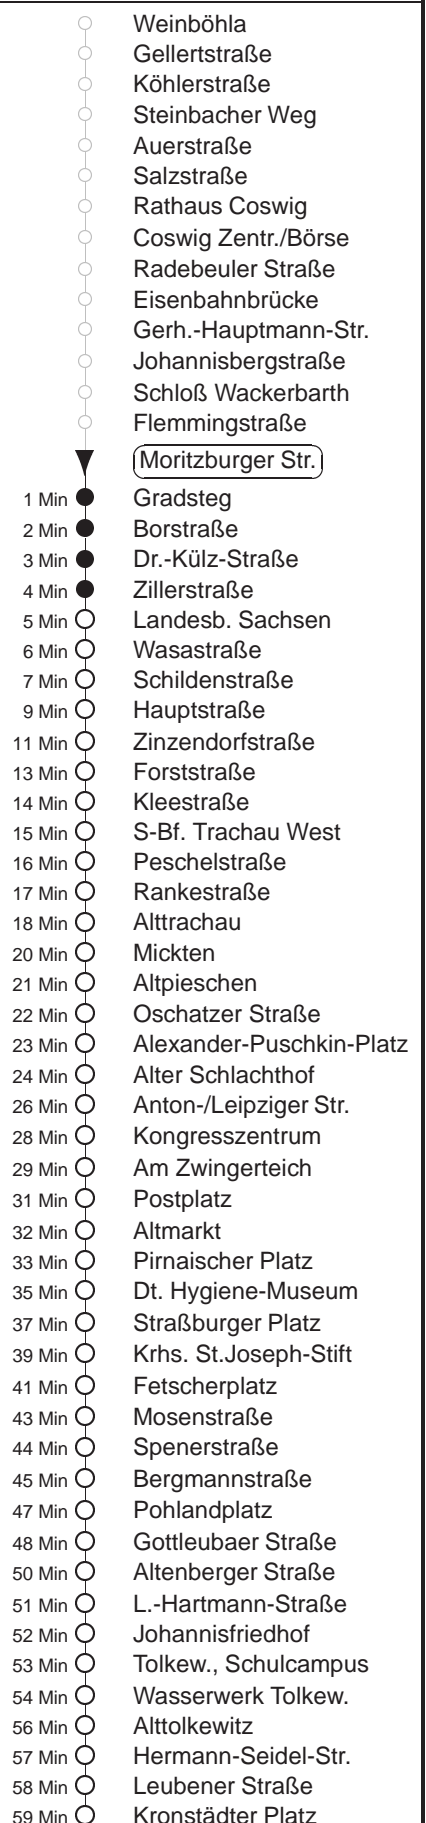 Weinböhla
Gellertstraße
Köhlerstraße
Steinbacher Weg
Auerstraße
Salzstraße
Rathaus Coswig
Coswig Zentr./Börse
Radebeuler Straße
Eisenbahnbrücke
Gerh.-Hauptmann-Str.
Johannisbergstraße
Schloß Wackerbarth
Flemmingstraße
Moritzburger Str.
1 Min Gradsteg
2 Min Borstraße
3 Min Dr.-Külz-Straße
4 Min Zillerstraße
5 Min Landesb. Sachsen
6 Min Wasastraße
7 Min Schildenstraße
9 Min Hauptstraße
11 Min Zinzendorfstraße
13 Min Forststraße
14 Min Kleestraße
15 Min S-Bf. Trachau West
16 Min Peschelstraße
17 Min Rankestraße
18 Min Alttrachau
20 Min Mickten
21 Min Altpieschen
22 Min Oschatzer Straße
23 Min Alexander-Puschkin-Platz
24 Min Alter Schlachthof
26 Min Anton-/Leipziger Str.
28 Min Kongresszentrum
29 Min Am Zwingerteich
31 Min Postplatz
32 Min Altmarkt
33 Min Pirnaischer Platz
35 Min Dt. Hygiene-Museum
37 Min Straßburger Platz
39 Min Krhs. St.Joseph-Stift
41 Min Fetscherplatz
43 Min Mosenstraße
44 Min Spenerstraße
45 Min Bergmannstraße
47 Min Pohlandplatz
48 Min Gottleubaer Straße
50 Min Altenberger Straße
51 Min L.-Hartmann-Straße
52 Min Johannisfriedhof
53 Min Tolkew., Schulcampus
54 Min Wasserwerk Tolkew.
56 Min Alttolkewitz
57 Min Hermann-Seidel-Str.
58 Min Leubener Straße
59 Min Kronstädter Platz